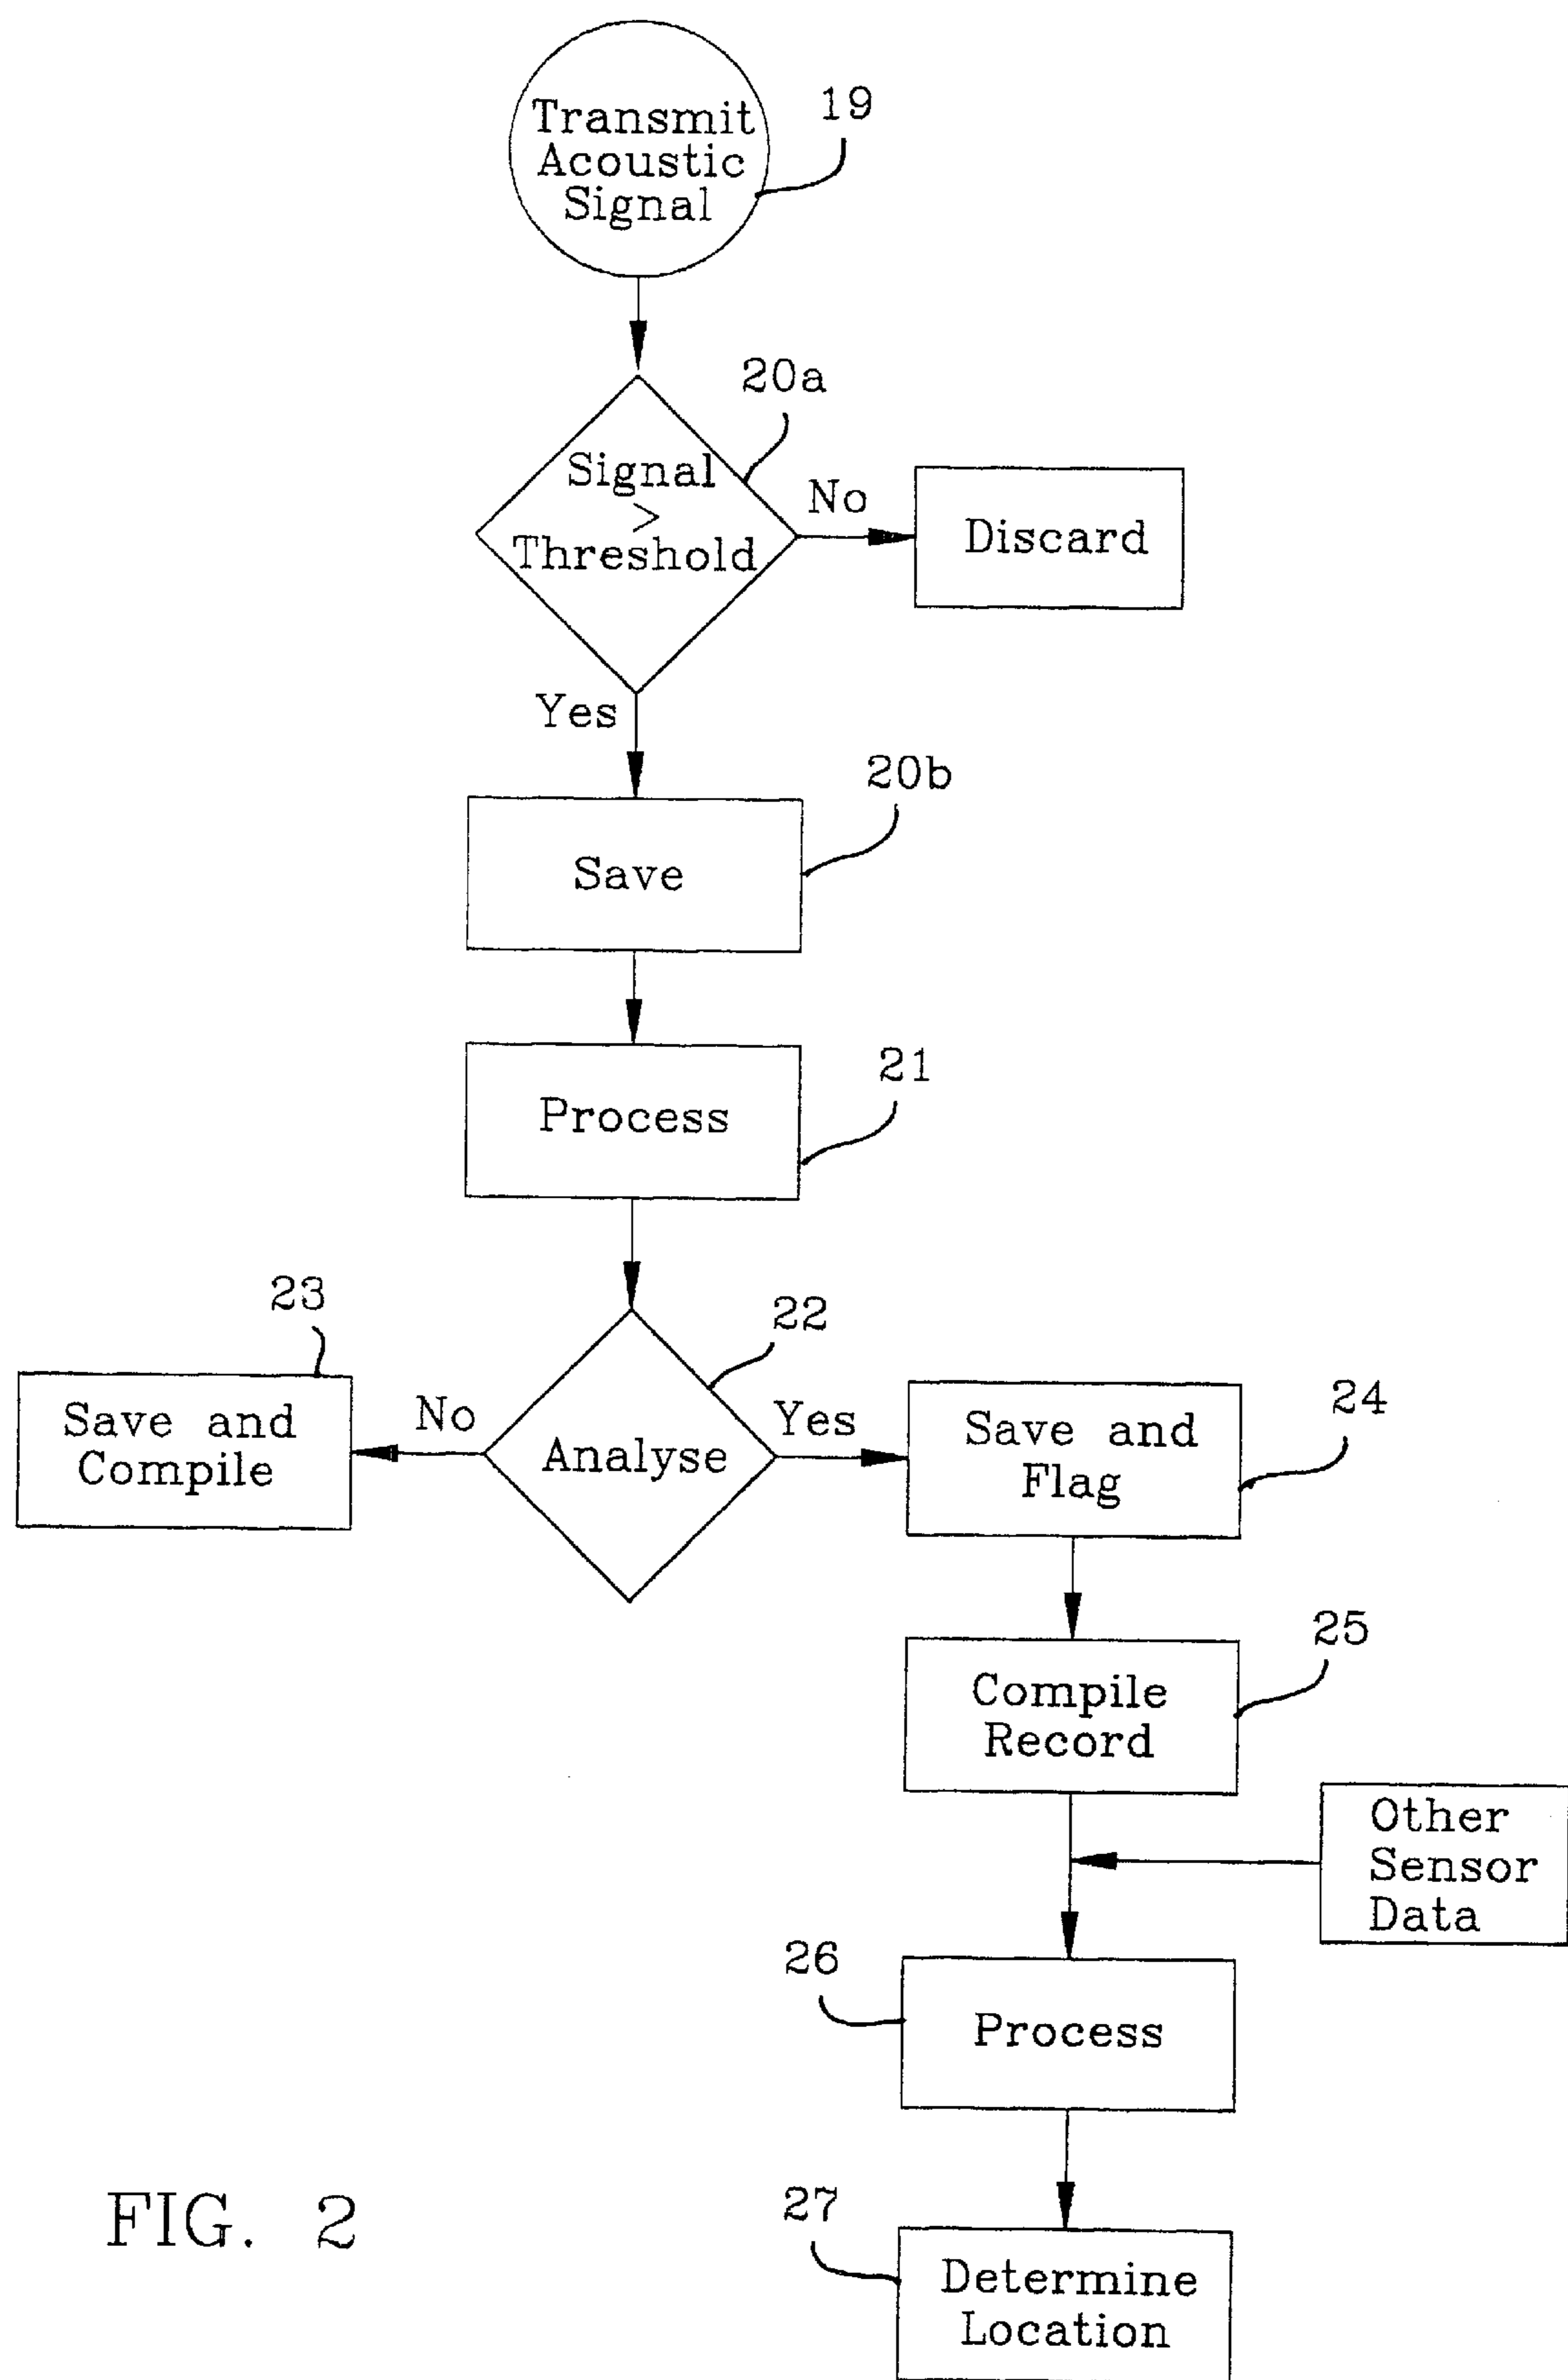 19
Transmit
Acoustic
Signal
20a
Signal
>
Threshold
No
Discard
Yes
20b
Save
21
Process
23
22
Save and
Compile
No
Analyse
Yes
24
Save and
Flag
25
Compile
Record
Other
Sensor
Data
26
Process
27
Determine
Location
FIG. 2